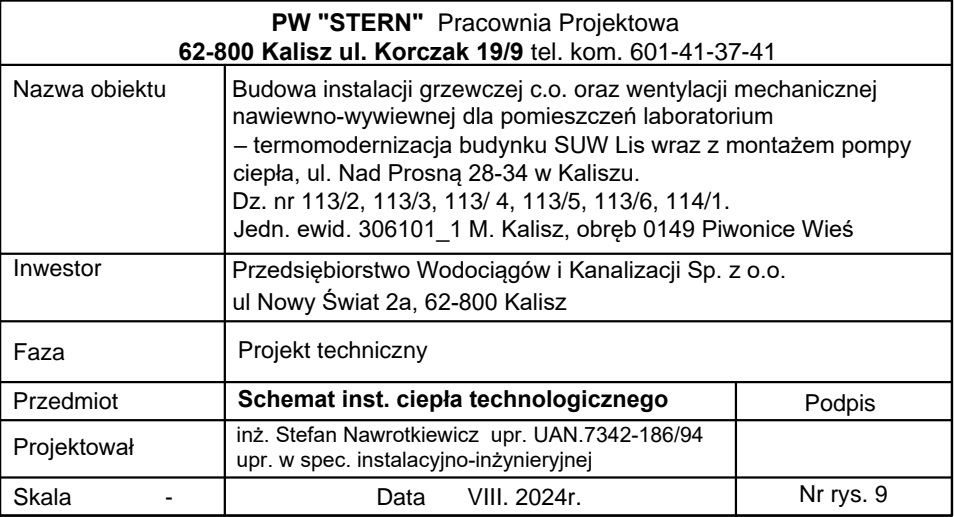 PW "STERN" Pracownia Projektowa
62-800 Kalisz ul. Korczak 19/9 tel. kom. 601-41-37-41
Nazwa obiektu
Budowa instalacji grzewczej c.o. oraz wentylacji mechanicznej
nawiewno-wywiewnej dla pomieszczeń laboratorium
– termomodernizacja budynku SUW Lis wraz z montażem pompy
ciepła, ul. Nad Prosną 28-34 w Kaliszu.
Dz. nr 113/2, 113/3, 113/ 4, 113/5, 113/6, 114/1.
Jedn. ewid. 306101_1 M. Kalisz, obręb 0149 Piwonice Wieś
Inwestor
Przedsiębiorstwo Wodociągów i Kanalizacji Sp. z o.o.
ul Nowy Świat 2a, 62-800 Kalisz
Faza
Projekt techniczny
Przedmiot
Schemat inst. ciepła technologicznego
Podpis
Projektował
inż. Stefan Nawrotkiewicz upr. UAN.7342-186/94
upr. w spec. instalacyjno-inżynieryjnej
Skala -
Data VIII. 2024r.
Nr rys. 9